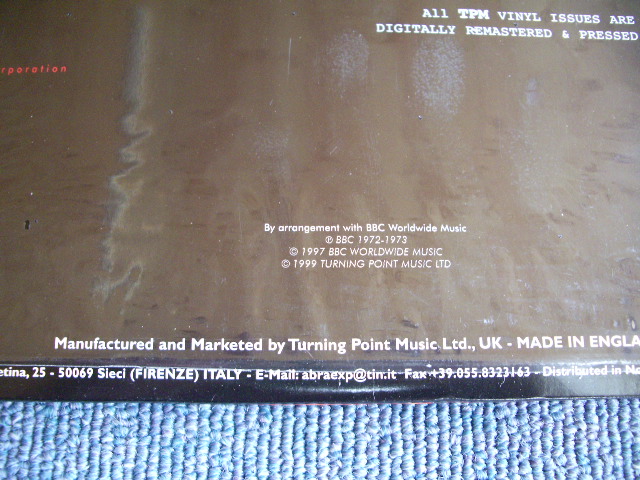 All TPM VINYL ISSUES ARE
DIGITALLY REMASTERED & PRESSED
rporation
By arrangement with BBC Worldwide Music
℗ BBC 1972-1973
© 1997 BBC WORLDWIDE MUSIC
© 1999 TURNING POINT MUSIC LTD
Manufactured and Marketed by Turning Point Music Ltd., UK - MADE IN ENGLA
etina, 25 - 50069 Sieci (FIRENZE) ITALY - E-Mail: abraexp@tin.it Fax +39.055.8323163 - Distributed in No